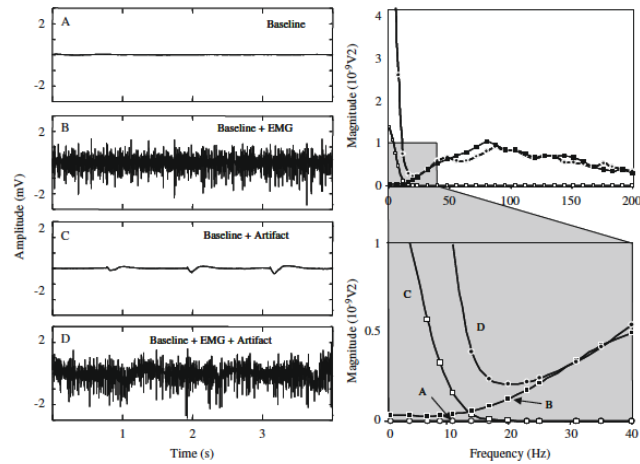 A
Baseline
2
-2
B
Baseline + EMG
2
-2
C
Baseline + Artifact
2
-2
D
Baseline + EMG + Artifact
2
-2
1 2 3
Time (s)
Amplitude (mV)
Magnitude (10-9V2)
4
3
2
1
0
0 50 100 150 200
Magnitude (10-9V2)
1
0.5
0
C
D
A
B
0 10 20 30 40
Frequency (Hz)